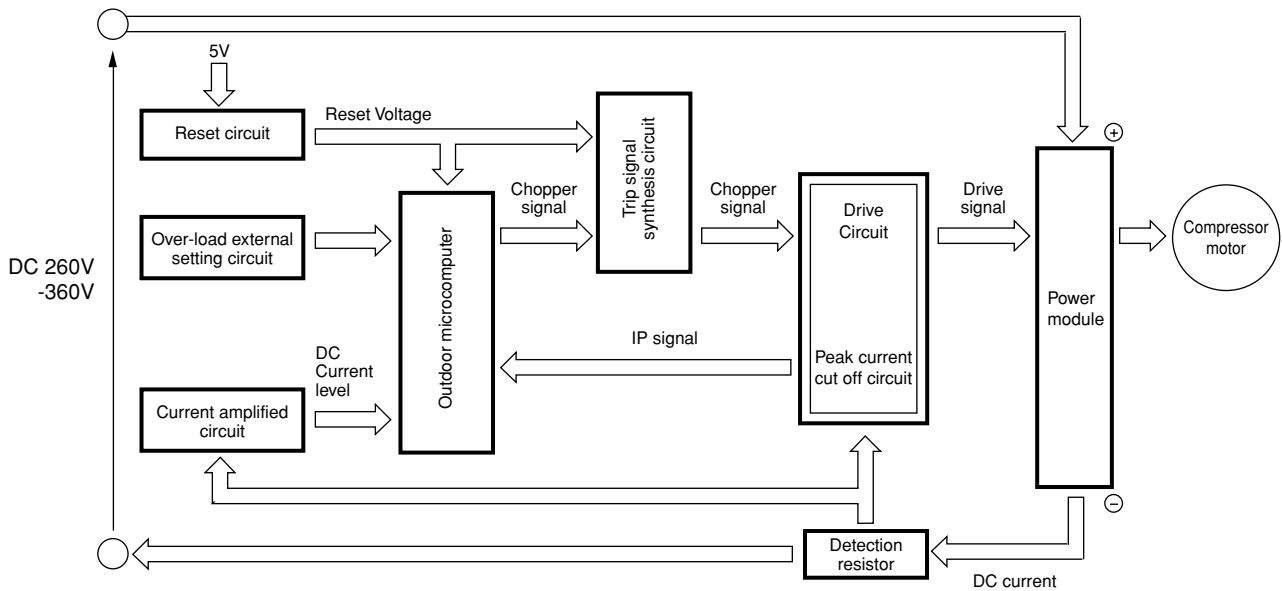 5V
Reset circuit
Reset Voltage
Trip signal
synthesis circuit
+
Over-load external
setting circuit
Outdoor microcomputer
Chopper
signal
Chopper
signal
Drive
Circuit
Drive
signal
Compressor
motor
DC 260V
-360V
Power
module
IP signal
Peak current
cut off circuit
DC
Current
level
Current amplified
circuit
−
Detection
resistor
DC current